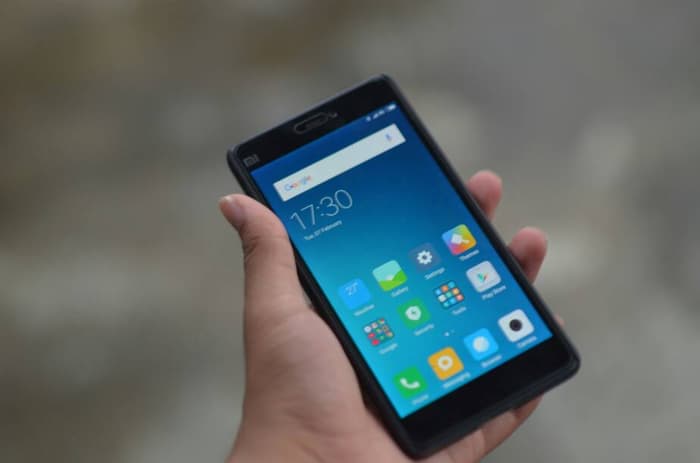 MI
Google
17:30
Tue, 27 February
27°
Weather
Gallery
Settings
Themes
Google
Security
Tools
Play Store
Phone
Messaging
Browser
Camera